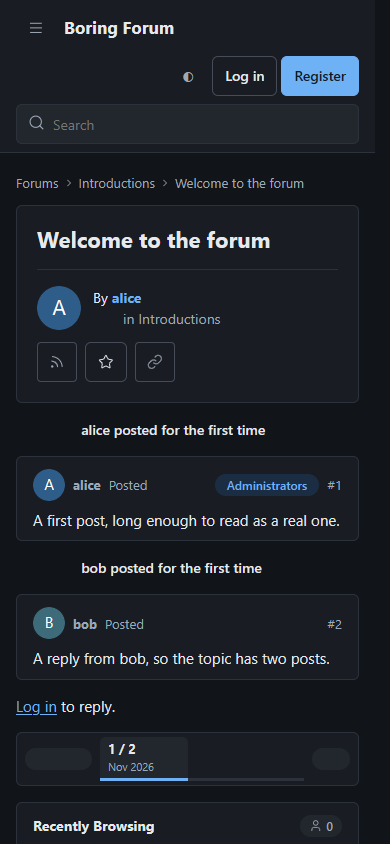 Boring Forum
Log in
Register
Search
Forums > Introductions > Welcome to the forum
Welcome to the forum
A
By alice
in Introductions
alice posted for the first time
A alice Posted Administrators #1
A first post, long enough to read as a real one.
bob posted for the first time
B bob Posted #2
A reply from bob, so the topic has two posts.
Log in to reply.
1 / 2
Nov 2026
Recently Browsing 0